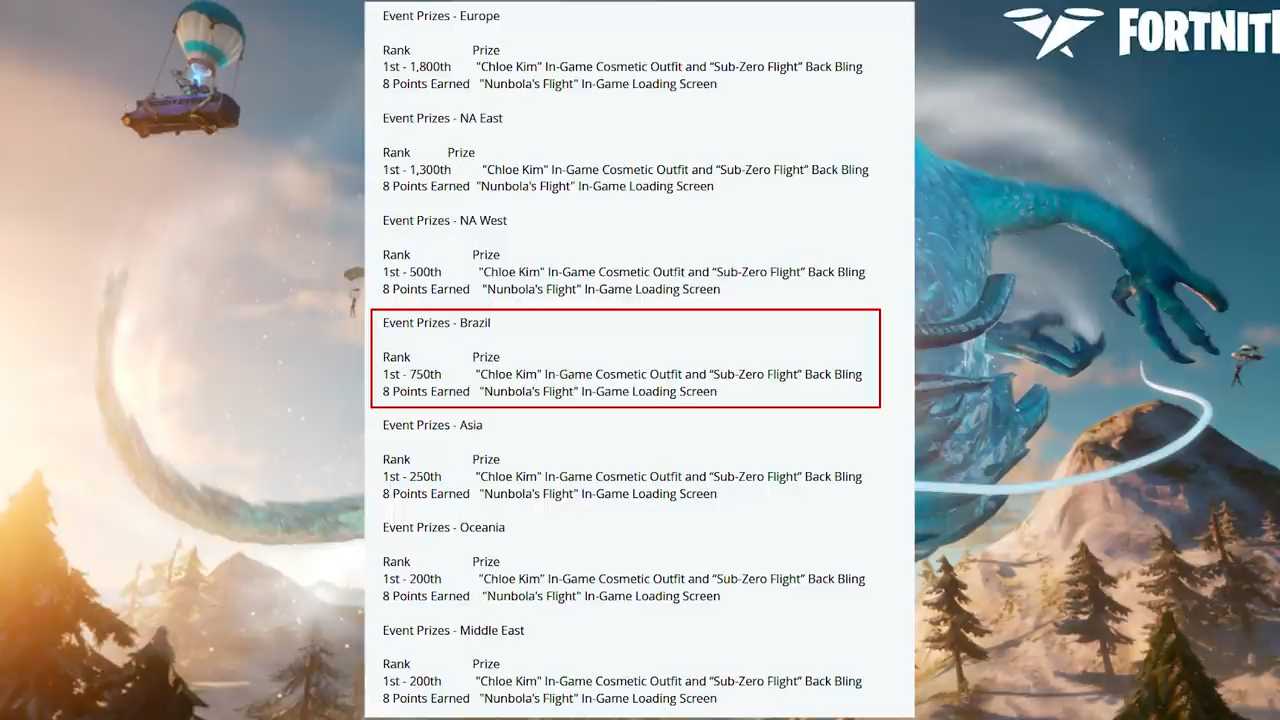 Event Prizes - Europe
Rank Prize
1st - 1,800th "Chloe Kim" In-Game Cosmetic Outfit and “Sub-Zero Flight” Back Bling
8 Points Earned "Nunbola's Flight" In-Game Loading Screen
Event Prizes - NA East
Rank Prize
1st - 1,300th "Chloe Kim" In-Game Cosmetic Outfit and “Sub-Zero Flight” Back Bling
8 Points Earned "Nunbola's Flight" In-Game Loading Screen
Event Prizes - NA West
Rank Prize
1st - 500th "Chloe Kim" In-Game Cosmetic Outfit and “Sub-Zero Flight” Back Bling
8 Points Earned "Nunbola's Flight" In-Game Loading Screen
Event Prizes - Brazil
Rank Prize
1st - 750th "Chloe Kim" In-Game Cosmetic Outfit and “Sub-Zero Flight” Back Bling
8 Points Earned "Nunbola's Flight" In-Game Loading Screen
Event Prizes - Asia
Rank Prize
1st - 250th "Chloe Kim" In-Game Cosmetic Outfit and “Sub-Zero Flight” Back Bling
8 Points Earned "Nunbola's Flight" In-Game Loading Screen
Event Prizes - Oceania
Rank Prize
1st - 200th "Chloe Kim" In-Game Cosmetic Outfit and “Sub-Zero Flight” Back Bling
8 Points Earned "Nunbola's Flight" In-Game Loading Screen
Event Prizes - Middle East
Rank Prize
1st - 200th "Chloe Kim" In-Game Cosmetic Outfit and “Sub-Zero Flight” Back Bling
8 Points Earned "Nunbola's Flight" In-Game Loading Screen
FORTNIT